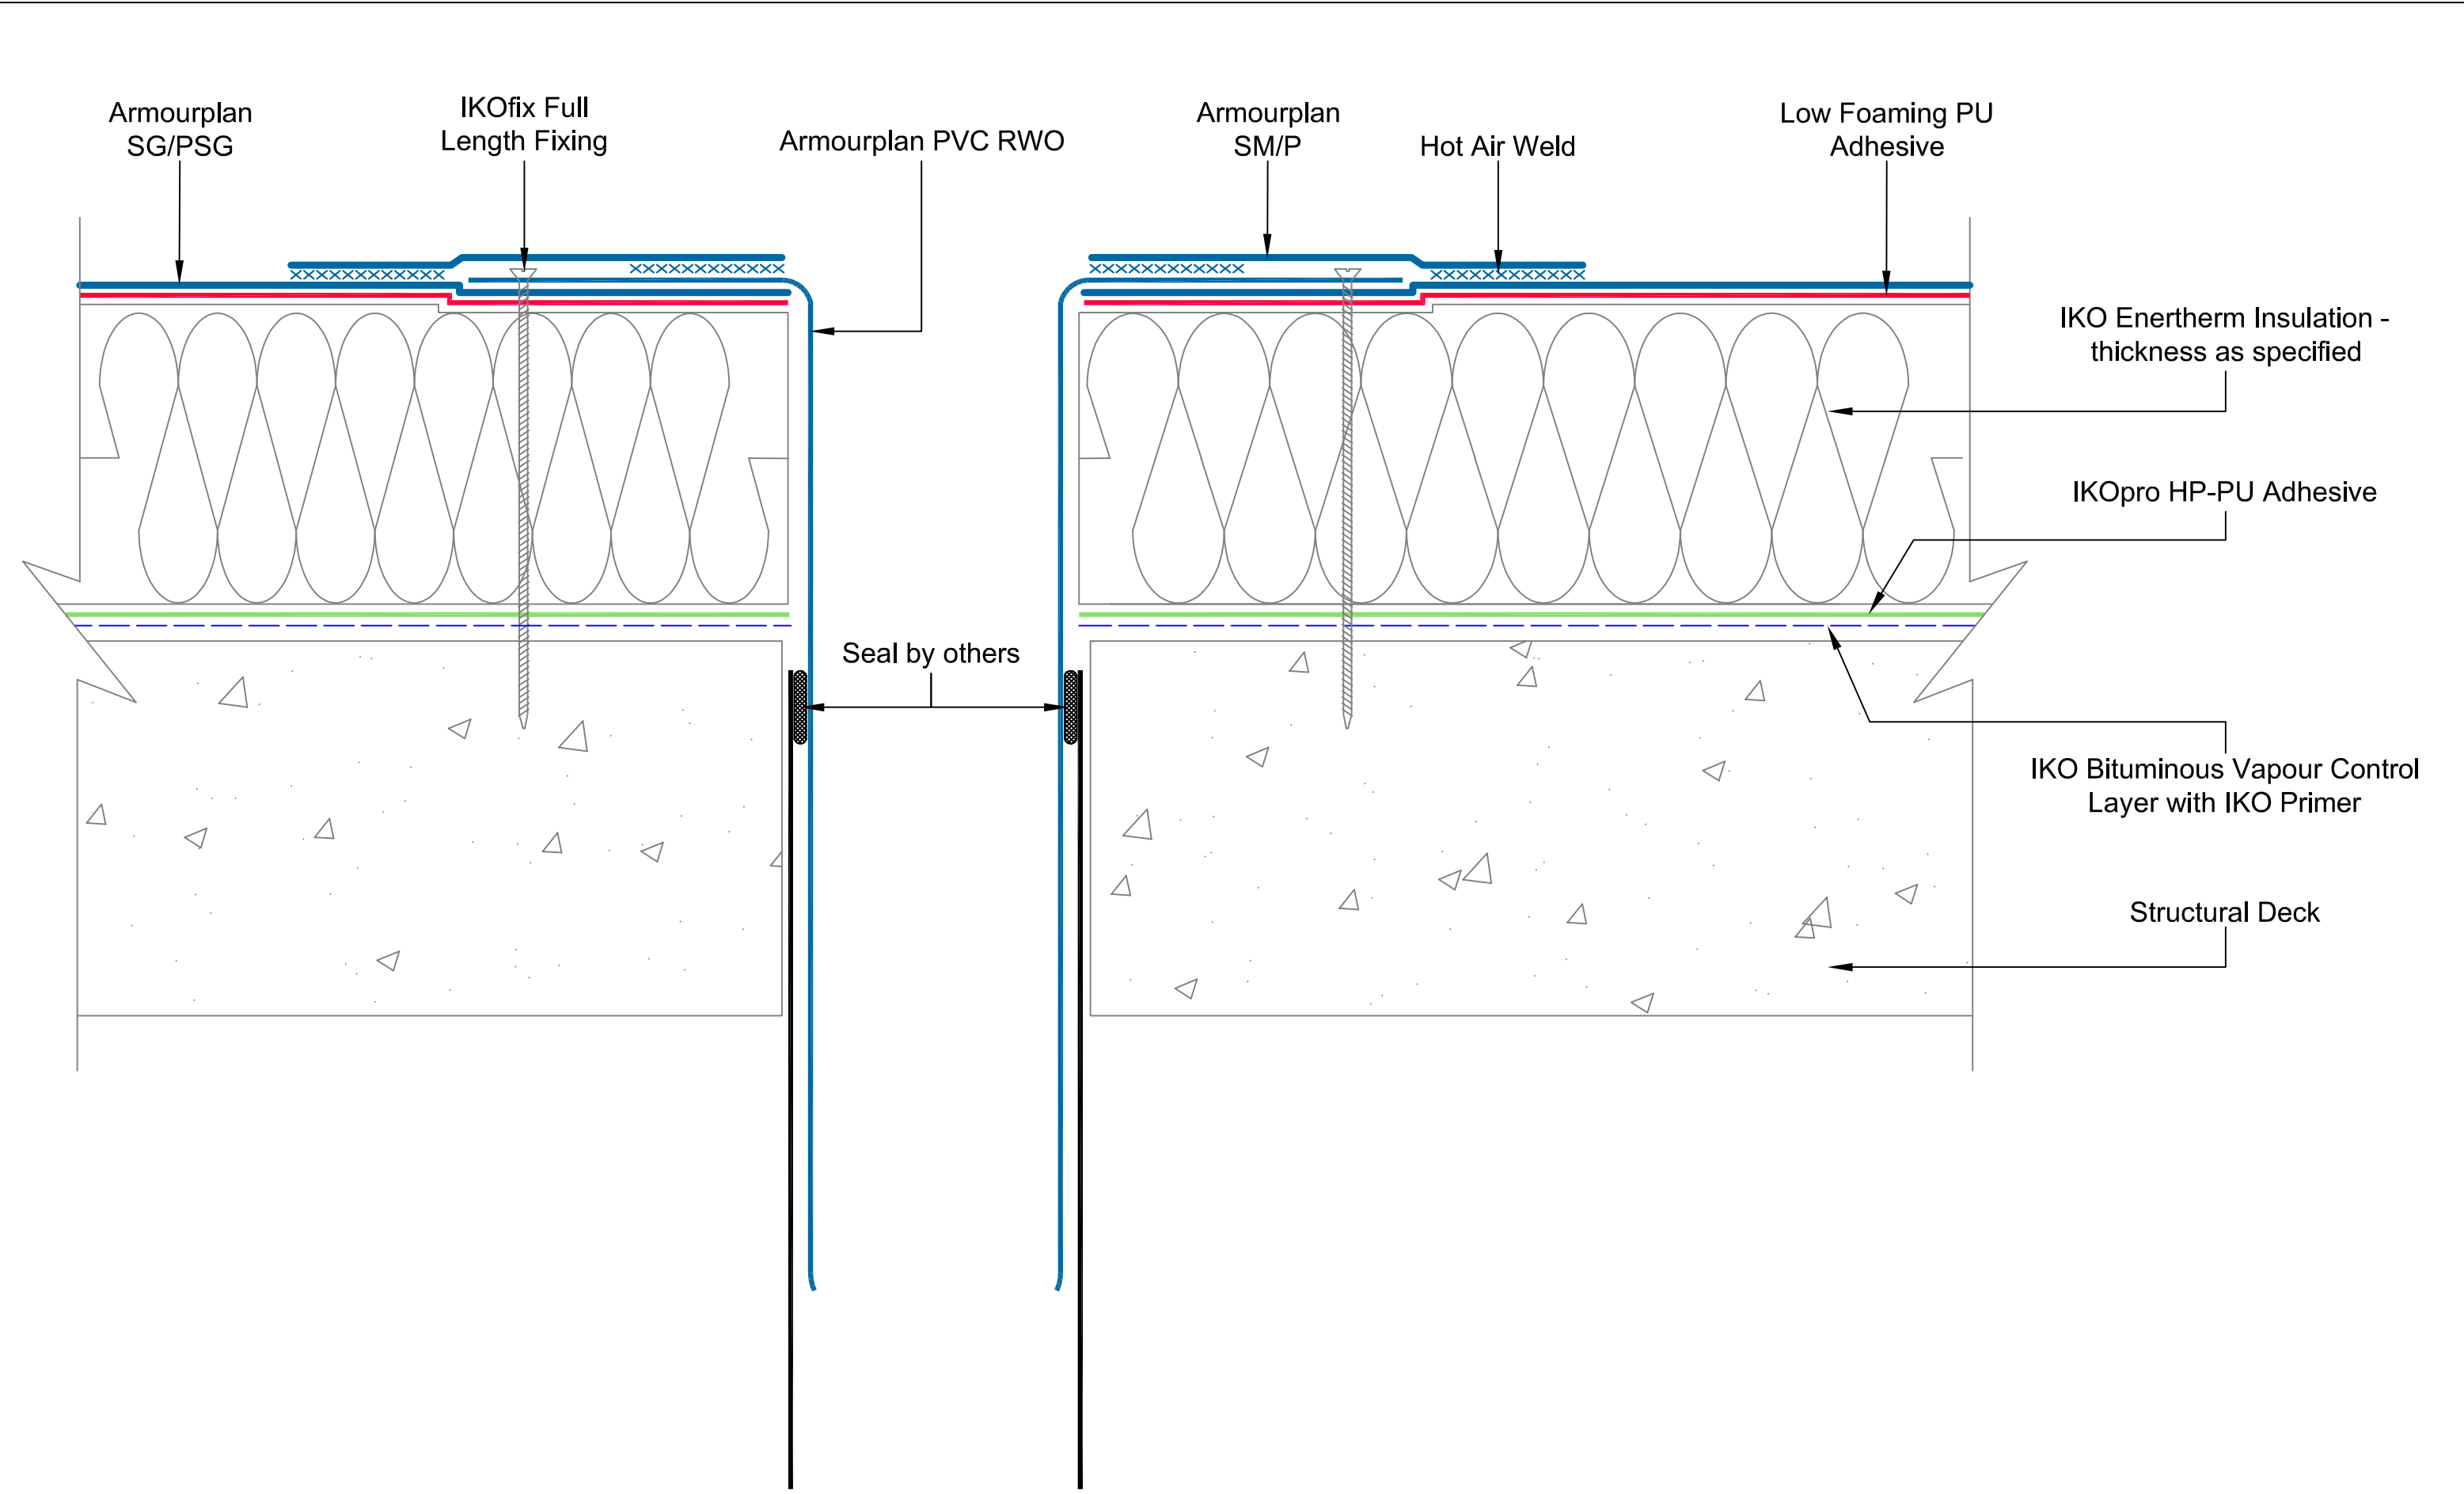 Armourplan
SG/PSG
IKOfix Full
Length Fixing
Armourplan PVC RWO
Armourplan
SM/P
Hot Air Weld
Low Foaming PU
Adhesive
IKO Enertherm Insulation -
thickness as specified
IKOpro HP-PU Adhesive
Seal by others
IKO Bituminous Vapour Control
Layer with IKO Primer
Structural Deck